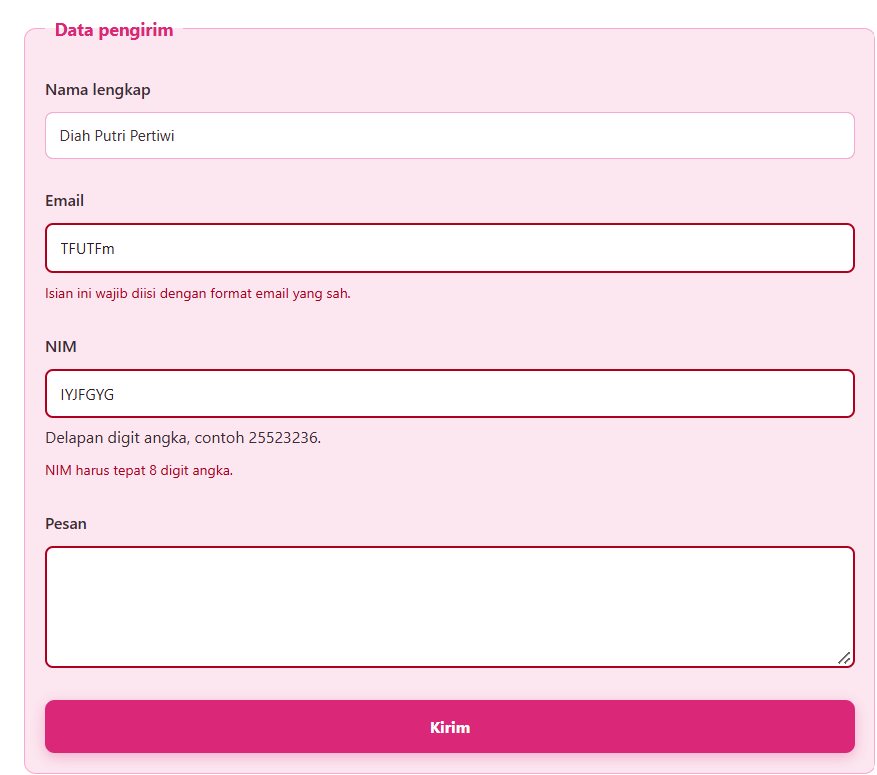 Data pengirim
Nama lengkap
Diah Putri Pertiwi
Email
TFUTFm
Isian ini wajib diisi dengan format email yang sah.
NIM
IYJFGYG
Delapan digit angka, contoh 25523236.
NIM harus tepat 8 digit angka.
Pesan
Kirim